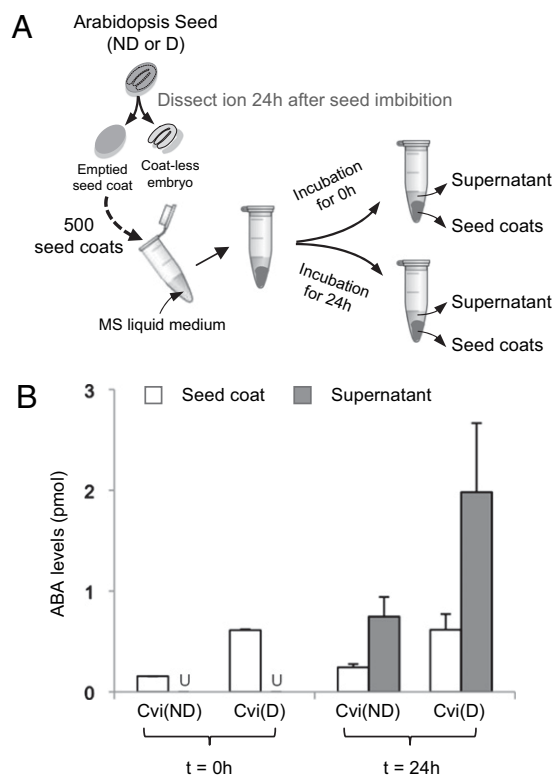 A
Arabidopsis Seed
(ND or D)
Dissect ion 24h after seed imbibition
Emptied
seed coat
Coat-less
embryo
500
seed coats
MS liquid medium
Incubation
for 0h
Supernatant
Seed coats
Incubation
for 24h
Supernatant
Seed coats
B
Seed coat
Supernatant
ABA levels (pmol)
3
2
1
0
U
U
Cvi(ND)
Cvi(D)
Cvi(ND)
Cvi(D)
t = 0h
t = 24h